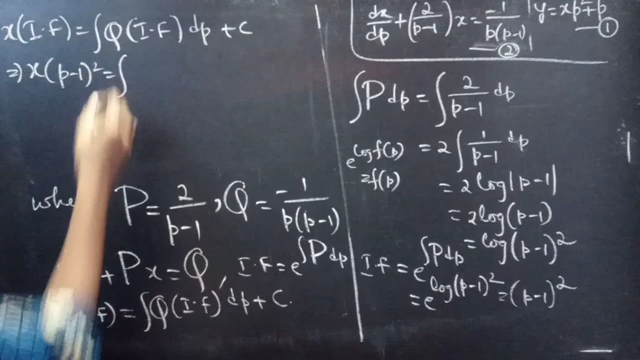 x(I·F) = ∫Q(I·F) dp + C
⇒ x(p-1)² = ∫
whe
P = 2/(p-1), Q = -1/(p(p-1))
+ Px = Q, I·F = e^∫P dp
F) = ∫Q(I·F) dp + C.
dx/dp + (2/(p-1)) x = -1/(p(p-1)) — ②
y = xp² + p — ①
∫P dp = ∫ 2/(p-1) dp
e^log f(p) = f(p)
= 2 ∫ 1/(p-1) dp
= 2 log|p-1|
= 2 log(p-1)
= log(p-1)²
I·F = e^∫P dp
= e^log(p-1)² = (p-1)²